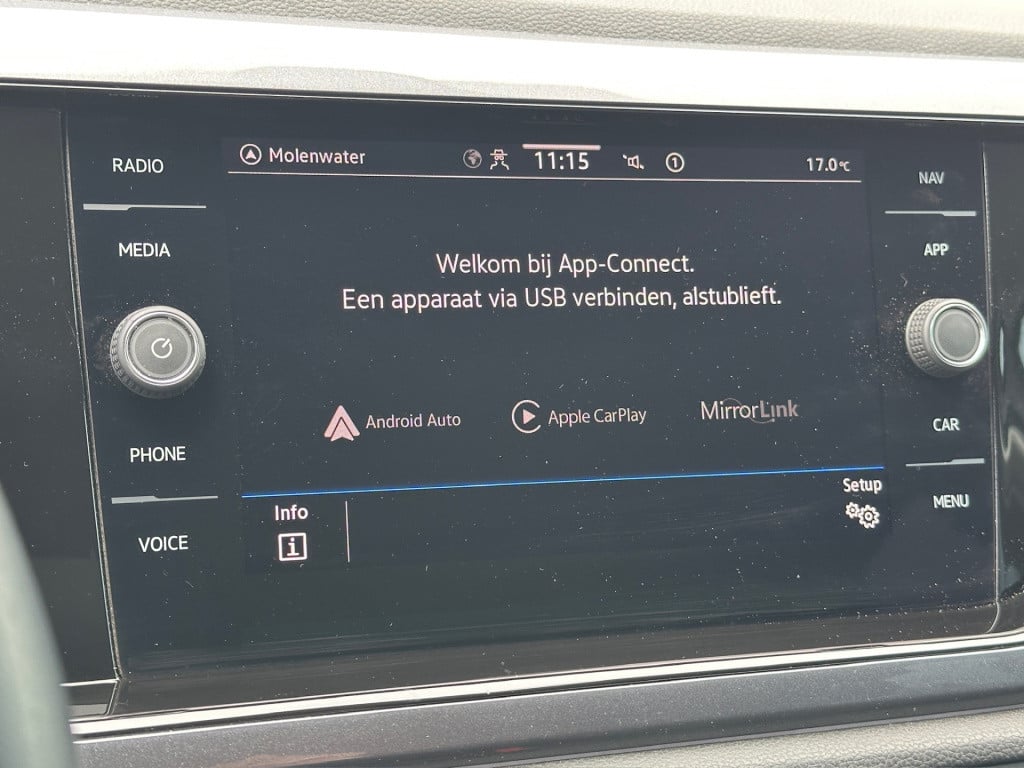 RADIO
MEDIA
PHONE
VOICE
Molenwater
11:15
1
17.0°C
Welkom bij App-Connect.
Een apparaat via USB verbinden, alstublieft.
Android Auto
Apple CarPlay
MirrorLink
Info
i
Setup
NAV
APP
CAR
MENU